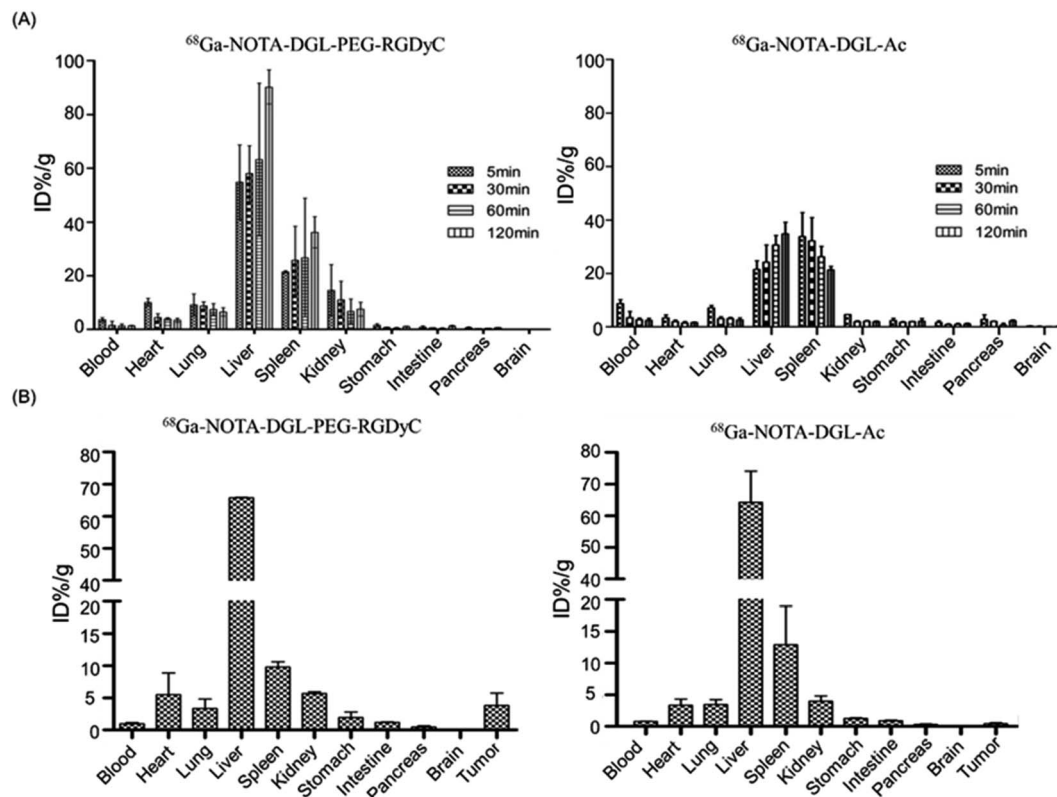 (A)
⁶⁸Ga-NOTA-DGL-PEG-RGDyC
ID%/g
100
80
60
40
20
0
5min
30min
60min
120min
Blood
Heart
Lung
Liver
Spleen
Kidney
Stomach
Intestine
Pancreas
Brain
⁶⁸Ga-NOTA-DGL-Ac
ID%/g
100
80
60
40
20
0
5min
30min
60min
120min
Blood
Heart
Lung
Liver
Spleen
Kidney
Stomach
Intestine
Pancreas
Brain
(B)
⁶⁸Ga-NOTA-DGL-PEG-RGDyC
ID%/g
80
70
60
50
40
20
15
10
5
0
Blood
Heart
Lung
Liver
Spleen
Kidney
Stomach
Intestine
Pancreas
Brain
Tumor
⁶⁸Ga-NOTA-DGL-Ac
ID%/g
80
70
60
50
40
20
15
10
5
0
Blood
Heart
Lung
Liver
Spleen
Kidney
Stomach
Intestine
Pancreas
Brain
Tumor